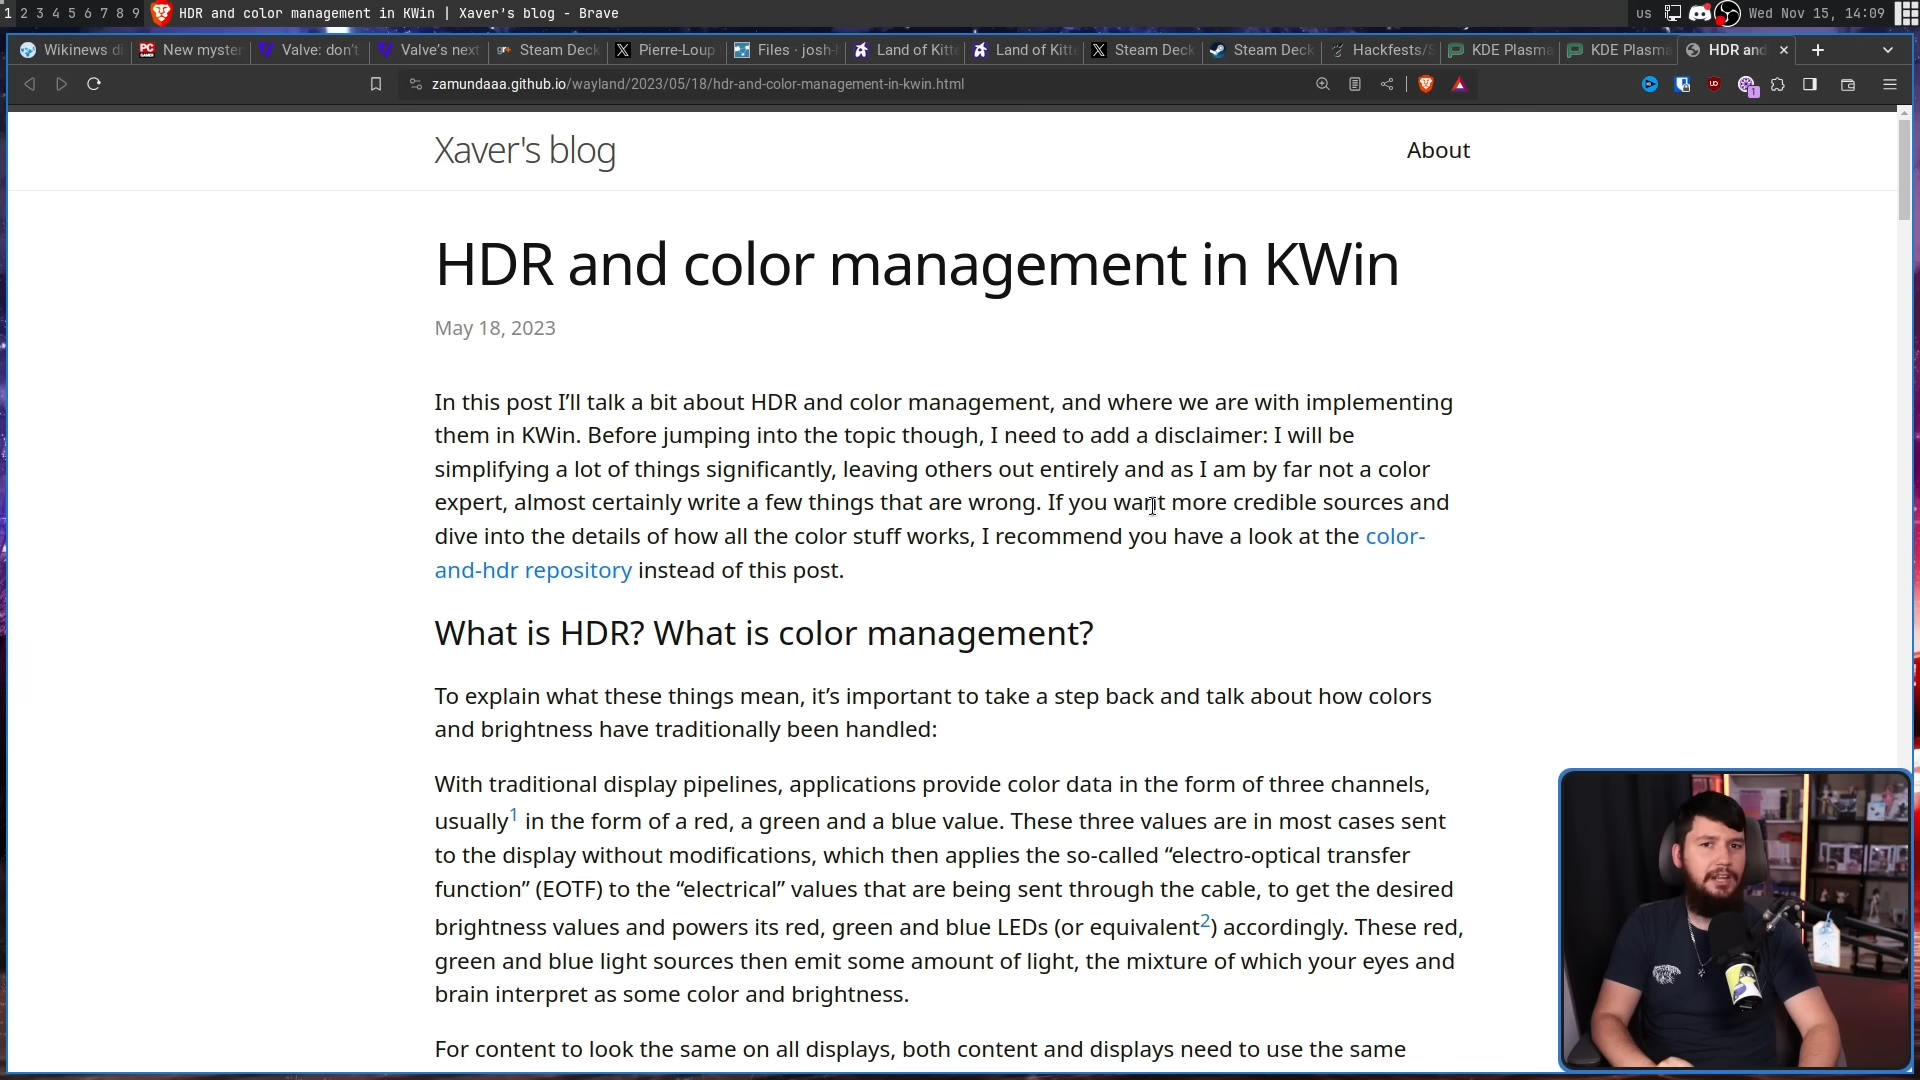 1 2 3 4 5 6 7 8 9 HDR and color management in KWin | Xaver's blog - Brave us Wed Nov 15, 14:09
Wikinews di New myster Valve: don't Valve's next Steam Deck Pierre-Loup Files · josh- Land of Kitt Land of Kitt Steam Deck Steam Deck Hackfests/S KDE Plasma KDE Plasma HDR and
zamundaaa.github.io/wayland/2023/05/18/hdr-and-color-management-in-kwin.html
Xaver's blog About
HDR and color management in KWin
May 18, 2023
In this post I’ll talk a bit about HDR and color management, and where we are with implementing
them in KWin. Before jumping into the topic though, I need to add a disclaimer: I will be
simplifying a lot of things significantly, leaving others out entirely and as I am by far not a color
expert, almost certainly write a few things that are wrong. If you want more credible sources and
dive into the details of how all the color stuff works, I recommend you have a look at the color-
and-hdr repository instead of this post.
What is HDR? What is color management?
To explain what these things mean, it’s important to take a step back and talk about how colors
and brightness have traditionally been handled:
With traditional display pipelines, applications provide color data in the form of three channels,
usually1 in the form of a red, a green and a blue value. These three values are in most cases sent
to the display without modifications, which then applies the so-called “electro-optical transfer
function” (EOTF) to the “electrical” values that are being sent through the cable, to get the desired
brightness values and powers its red, green and blue LEDs (or equivalent2) accordingly. These red,
green and blue light sources then emit some amount of light, the mixture of which your eyes and
brain interpret as some color and brightness.
For content to look the same on all displays, both content and displays need to use the same